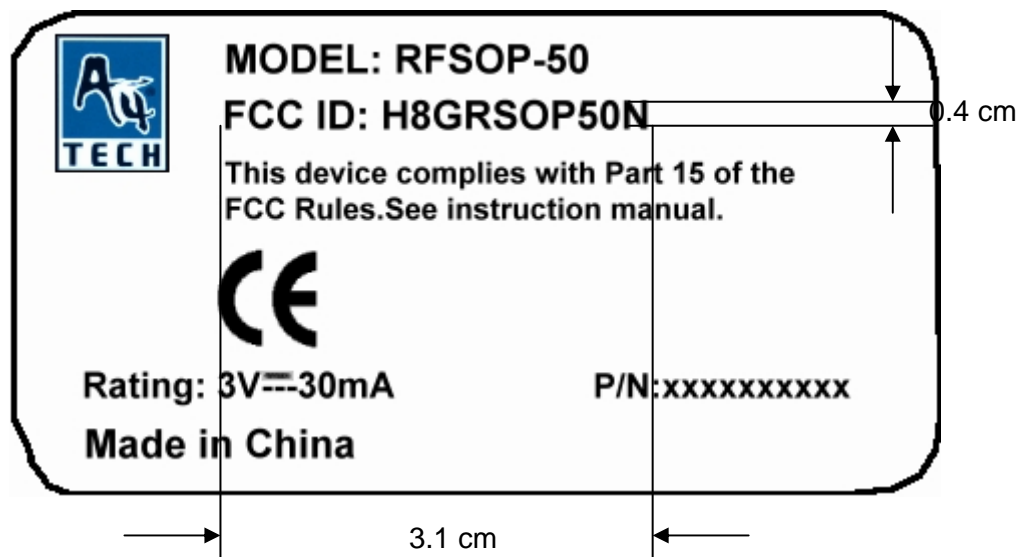 A4
TECH
MODEL: RFSOP-50
FCC ID: H8GRSOP50N
0.4 cm
This device complies with Part 15 of the
FCC Rules.See instruction manual.
CE
Rating: 3V⎓30mA P/N:xxxxxxxxxx
Made in China
3.1 cm